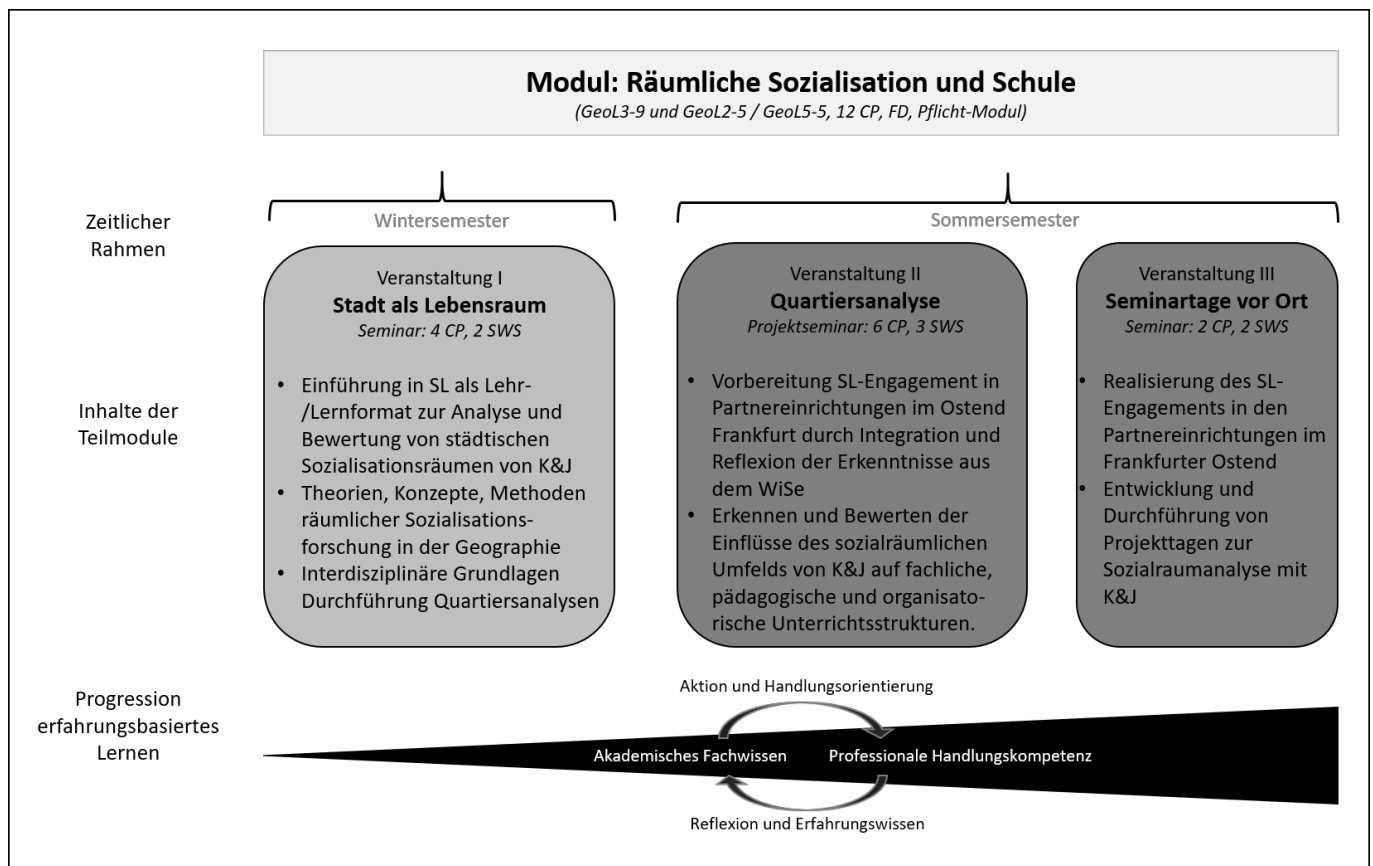 Modul: Räumliche Sozialisation und Schule
(GeoL3-9 und GeoL2-5 / GeoL5-5, 12 CP, FD, Pflicht-Modul)
Zeitlicher
Rahmen
Wintersemester
Sommersemester
Inhalte der
Teilmodule
Veranstaltung I
Stadt als Lebensraum
Seminar: 4 CP, 2 SWS
• Einführung in SL als Lehr-
/Lernformat zur Analyse und
Bewertung von städtischen
Sozialisationsräumen von K&J
• Theorien, Konzepte, Methoden
räumlicher Sozialisations-
forschung in der Geographie
• Interdisziplinäre Grundlagen
Durchführung Quartiersanalysen
Veranstaltung II
Quartiersanalyse
Projektseminar: 6 CP, 3 SWS
• Vorbereitung SL-Engagement in
Partnereinrichtungen im Ostend
Frankfurt durch Integration und
Reflexion der Erkenntnisse aus
dem WiSe
• Erkennen und Bewerten der
Einflüsse des sozialräumlichen
Umfelds von K&J auf fachliche,
pädagogische und organisato-
rische Unterrichtsstrukturen.
Veranstaltung III
Seminartage vor Ort
Seminar: 2 CP, 2 SWS
• Realisierung des SL-
Engagements in den
Partnereinrichtungen im
Frankfurter Ostend
• Entwicklung und
Durchführung von
Projekttagen zur
Sozialraumanalyse mit
K&J
Progression
erfahrungsbasiertes
Lernen
Aktion und Handlungsorientierung
Akademisches Fachwissen
Professionale Handlungskompetenz
Reflexion und Erfahrungswissen